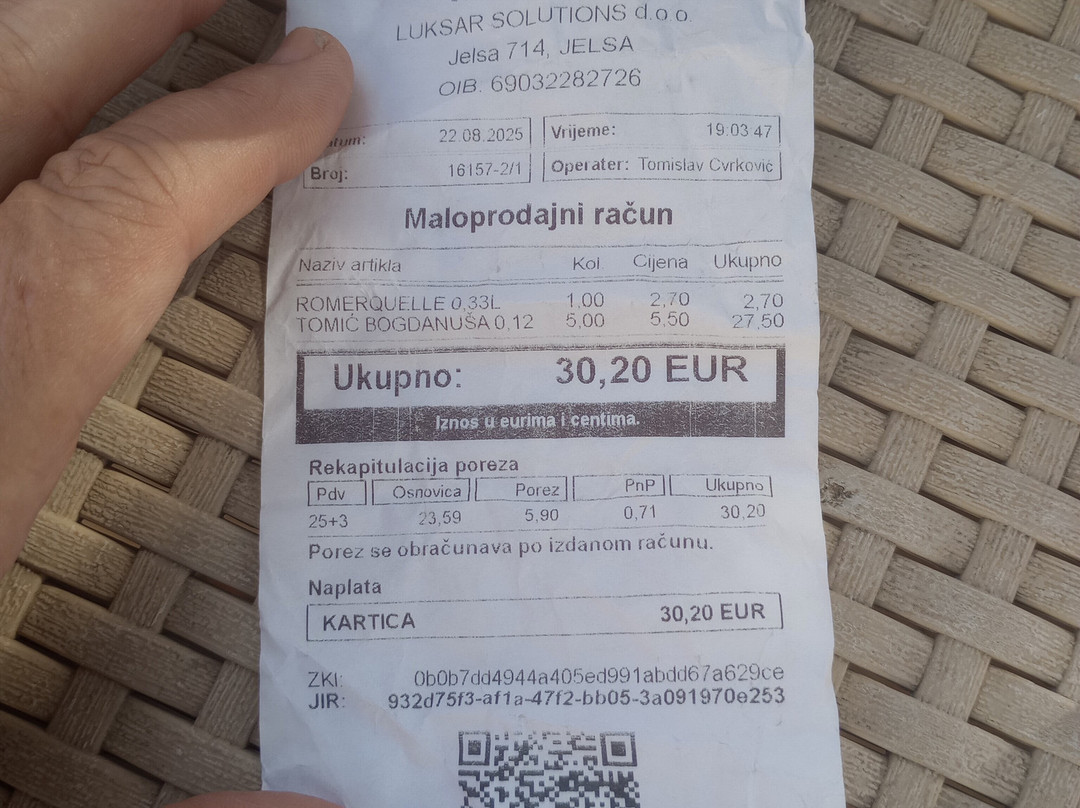 LUKSAR SOLUTIONS d.o.o.
Jelsa 714, JELSA
OIB: 69032282726
22.08.2025 Vrijeme: 19:03:47
Broj: 16157-2/1 Operater: Tomislav Cvrković
Maloprodajni račun
Naziv artikla Kol Cijena Ukupno
ROMERQUELLE 0,33L 1,00 2,70 2,70
TOMIĆ BOGDANUŠA 0,12 5,00 5,50 27,50
Ukupno: 30,20 EUR
Iznos u eurima i centima.
Rekapitulacija poreza
Pdv Osnovica Porez PnP Ukupno
25+3 23,59 5,90 0,71 30,20
Porez se obračunava po izdanom računu.
Naplata
KARTICA 30,20 EUR
ZKI: 0b0b7dd4944a405ed991abdd67a629ce
JIR: 932d75f3-af1a-47f2-bb05-3a091970e253